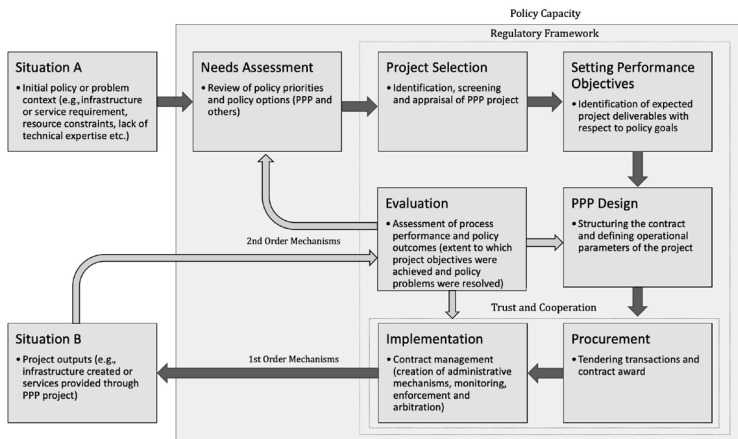 Policy Capacity
Regulatory Framework
Situation A
• Initial policy or problem
context (e.g., infrastructure
or service requirement,
resource constraints, lack of
technical expertise etc.)
Needs Assessment
• Review of policy priorities
and policy options (PPP and
others)
Project Selection
• Identification, screening
and appraisal of PPP project
Setting Performance
Objectives
• Identification of expected
project deliverables with
respect to policy goals
Evaluation
• Assessment of process
performance and policy
outcomes (extent to which
project objectives were
achieved and policy
problems were resolved)
PPP Design
• Structuring the contract
and defining operational
parameters of the project
2nd Order Mechanisms
Trust and Cooperation
Situation B
• Project outputs (e.g.,
infrastructure created or
services provided through
PPP project)
1st Order Mechanisms
Implementation
• Contract management
(creation of administrative
mechanisms, monitoring,
enforcement and
arbitration)
Procurement
• Tendering transactions and
contract award